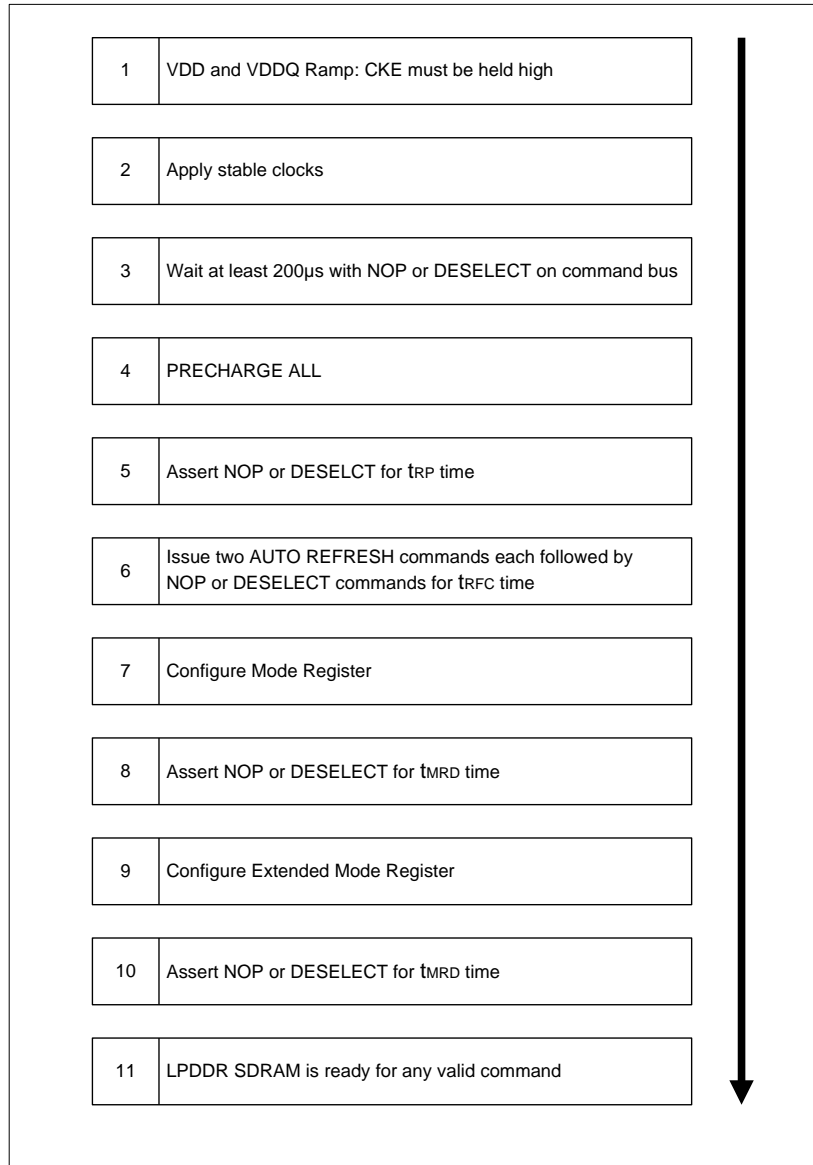 1 VDD and VDDQ Ramp: CKE must be held high
2 Apply stable clocks
3 Wait at least 200µs with NOP or DESELECT on command bus
4 PRECHARGE ALL
5 Assert NOP or DESELCT for tRP time
6 Issue two AUTO REFRESH commands each followed by
NOP or DESELECT commands for tRFC time
7 Configure Mode Register
8 Assert NOP or DESELECT for tMRD time
9 Configure Extended Mode Register
10 Assert NOP or DESELECT for tMRD time
11 LPDDR SDRAM is ready for any valid command